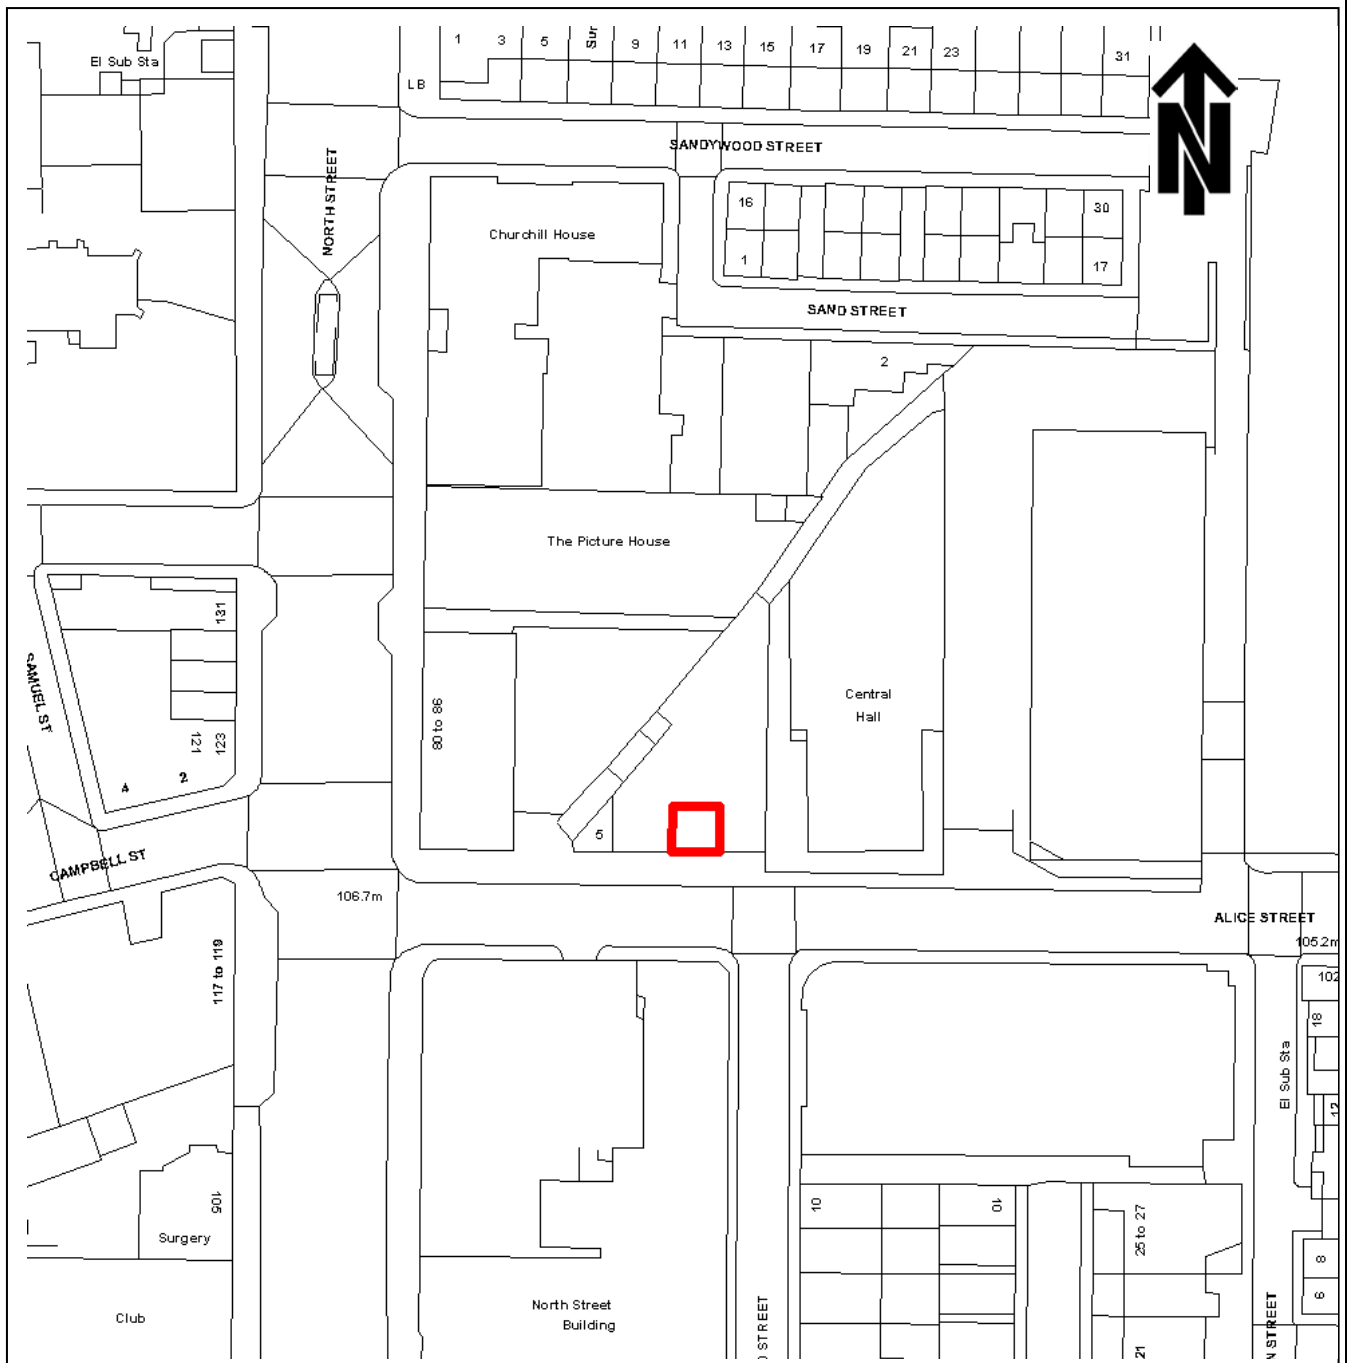 1
3
5
Sur
9
11
13
15
17
19
21
23
31
El Sub Sta
LB
N
SANDYWOOD STREET
NORTH STREET
16
30
Churchill House
1
17
SAND STREET
2
The Picture House
131
SAMUEL ST
80 to 86
Central
Hall
121
123
4
2
5
CAMPBELL ST
106.7m
ALICE STREET
105.2m
117 to 119
102
18
El Sub Sta
12
105
Surgery
10
10
25 to 27
8
6
Club
North Street
Building
STREET
21
N STREET